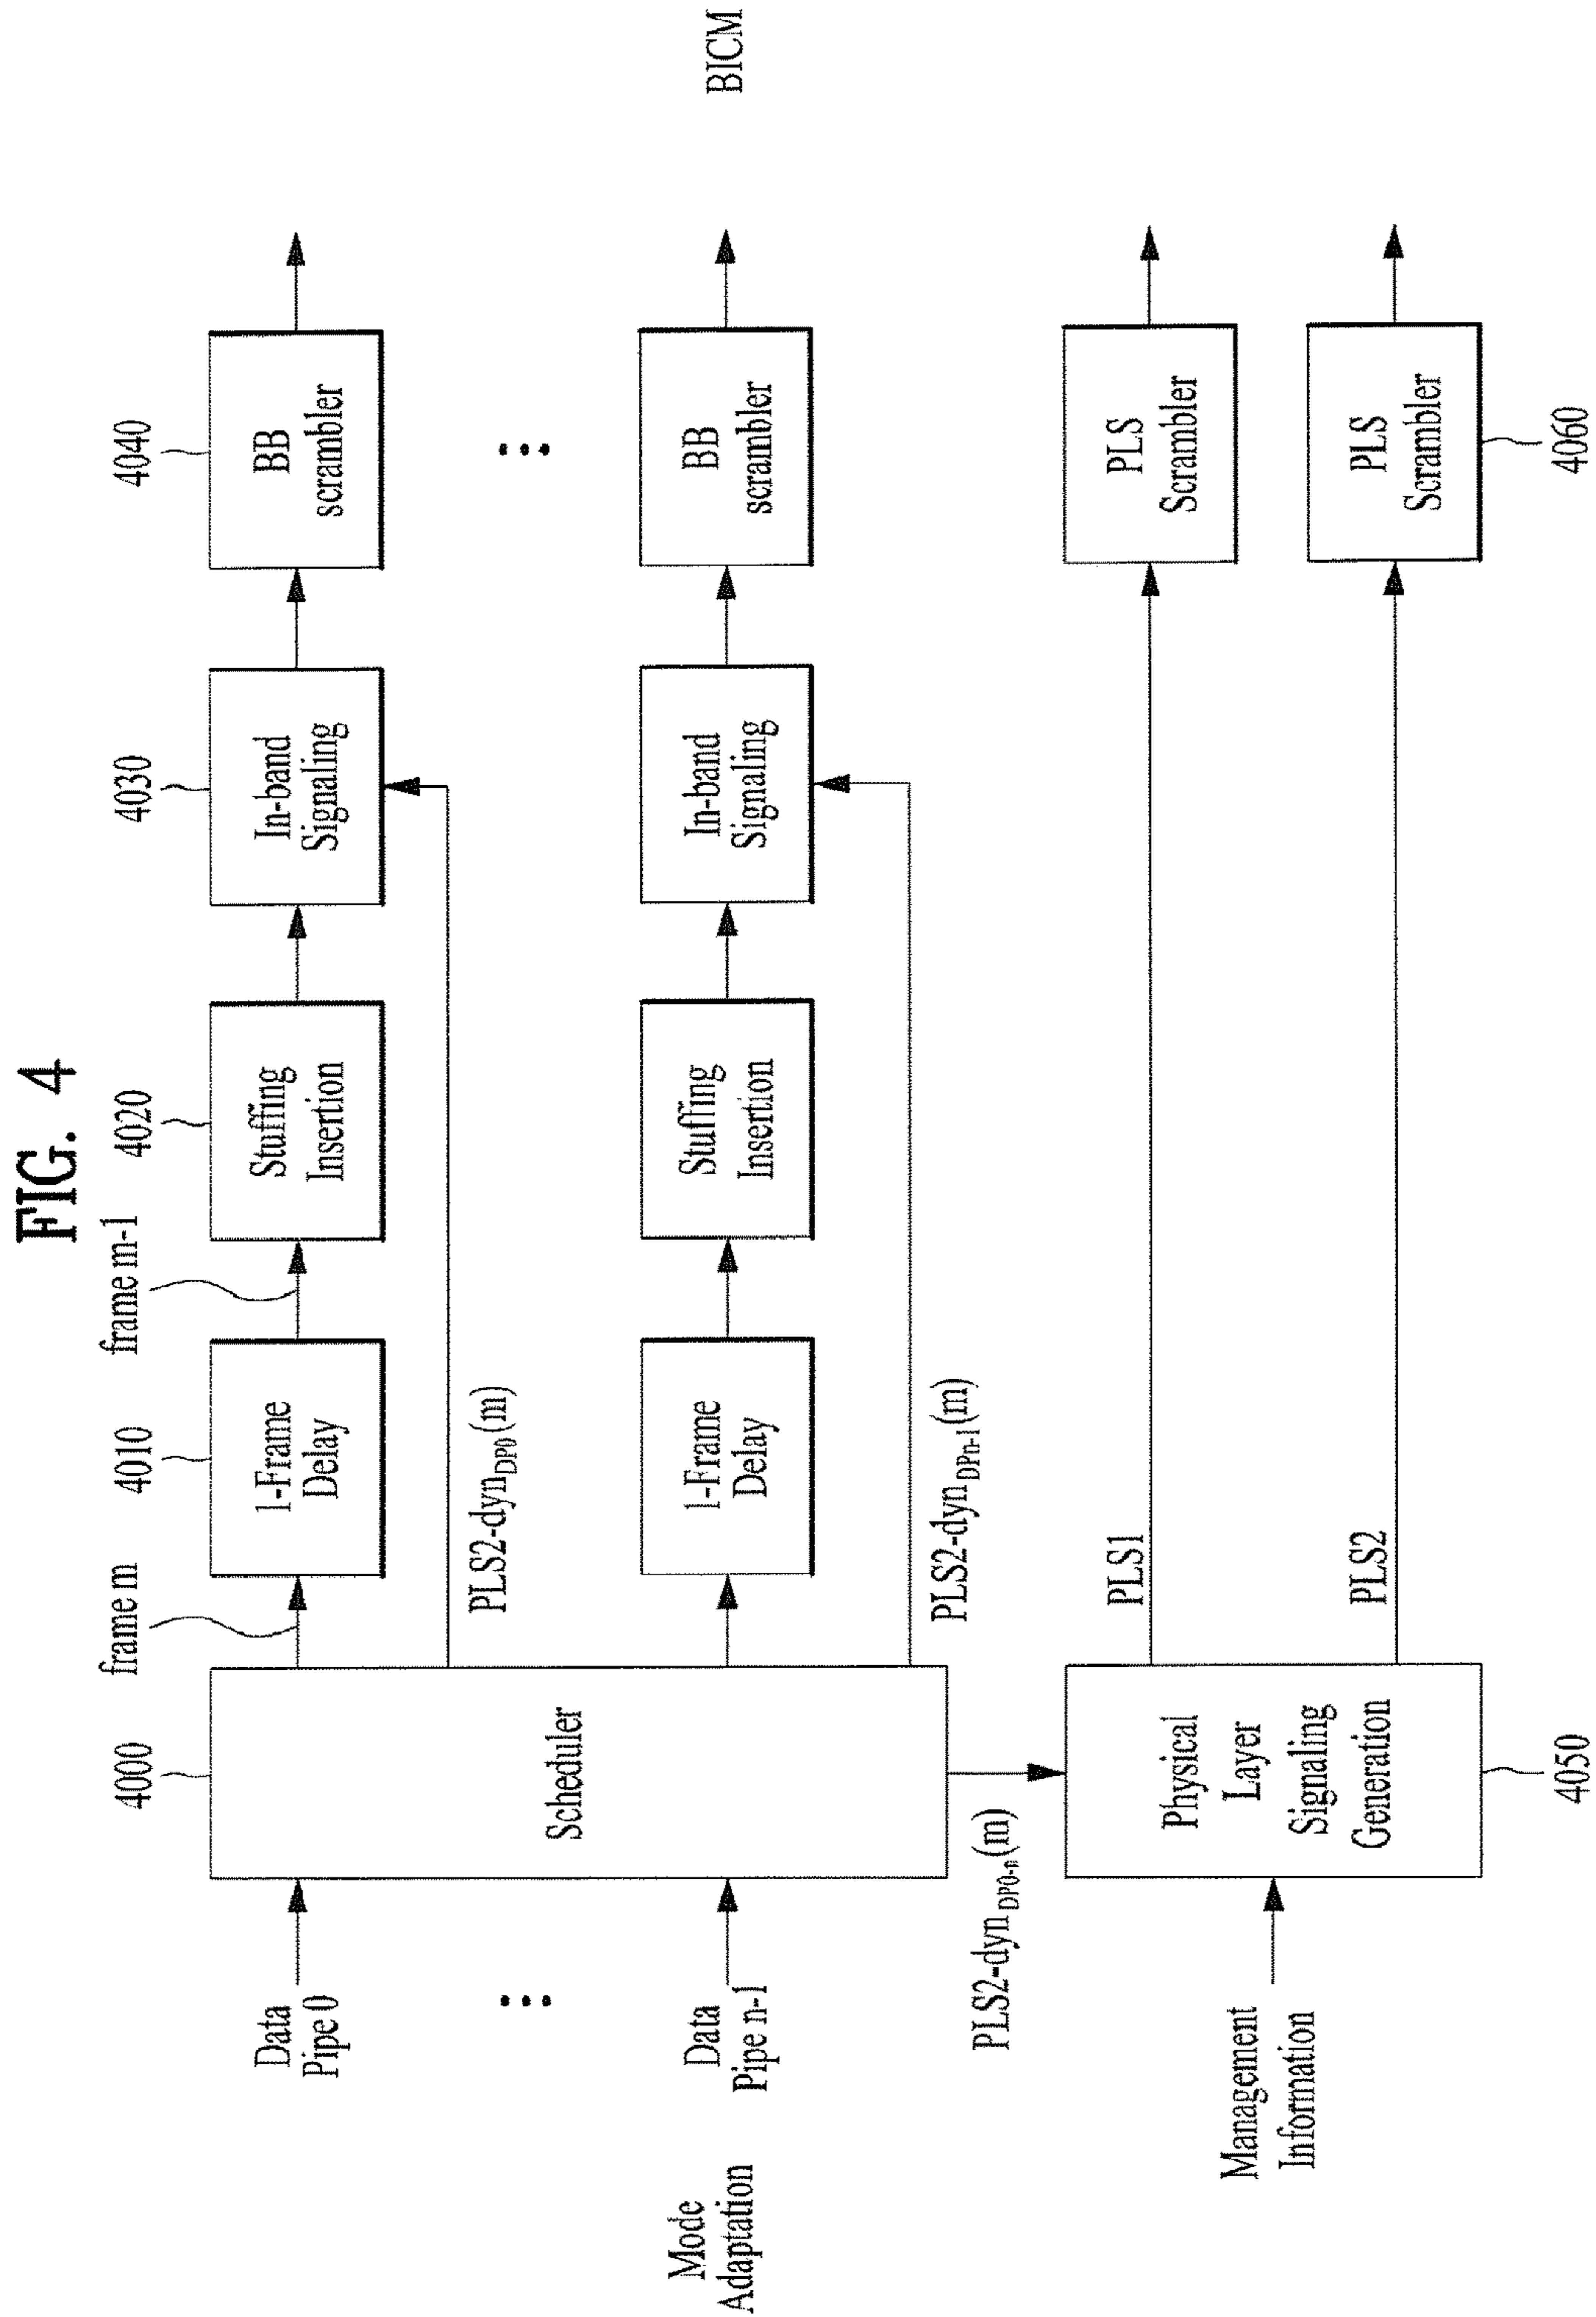 FIG. 4
Mode
Adaptation
Data
Pipe 0
4000
Scheduler
frame m
4010
1-Frame
Delay
frame m-1
4020
Stuffing
Insertion
4030
In-band
Signaling
4040
BB
scrambler
PLS2-dynDP0(m)
...
...
Data
Pipe n-1
1-Frame
Delay
Stuffing
Insertion
In-band
Signaling
BB
scrambler
BICM
PLS2-dynDPn-1(m)
PLS2-dynDP0-n(m)
Management
Information
Physical
Layer
Signaling
Generation
4050
PLS1
PLS
Scrambler
PLS2
PLS
Scrambler
4060